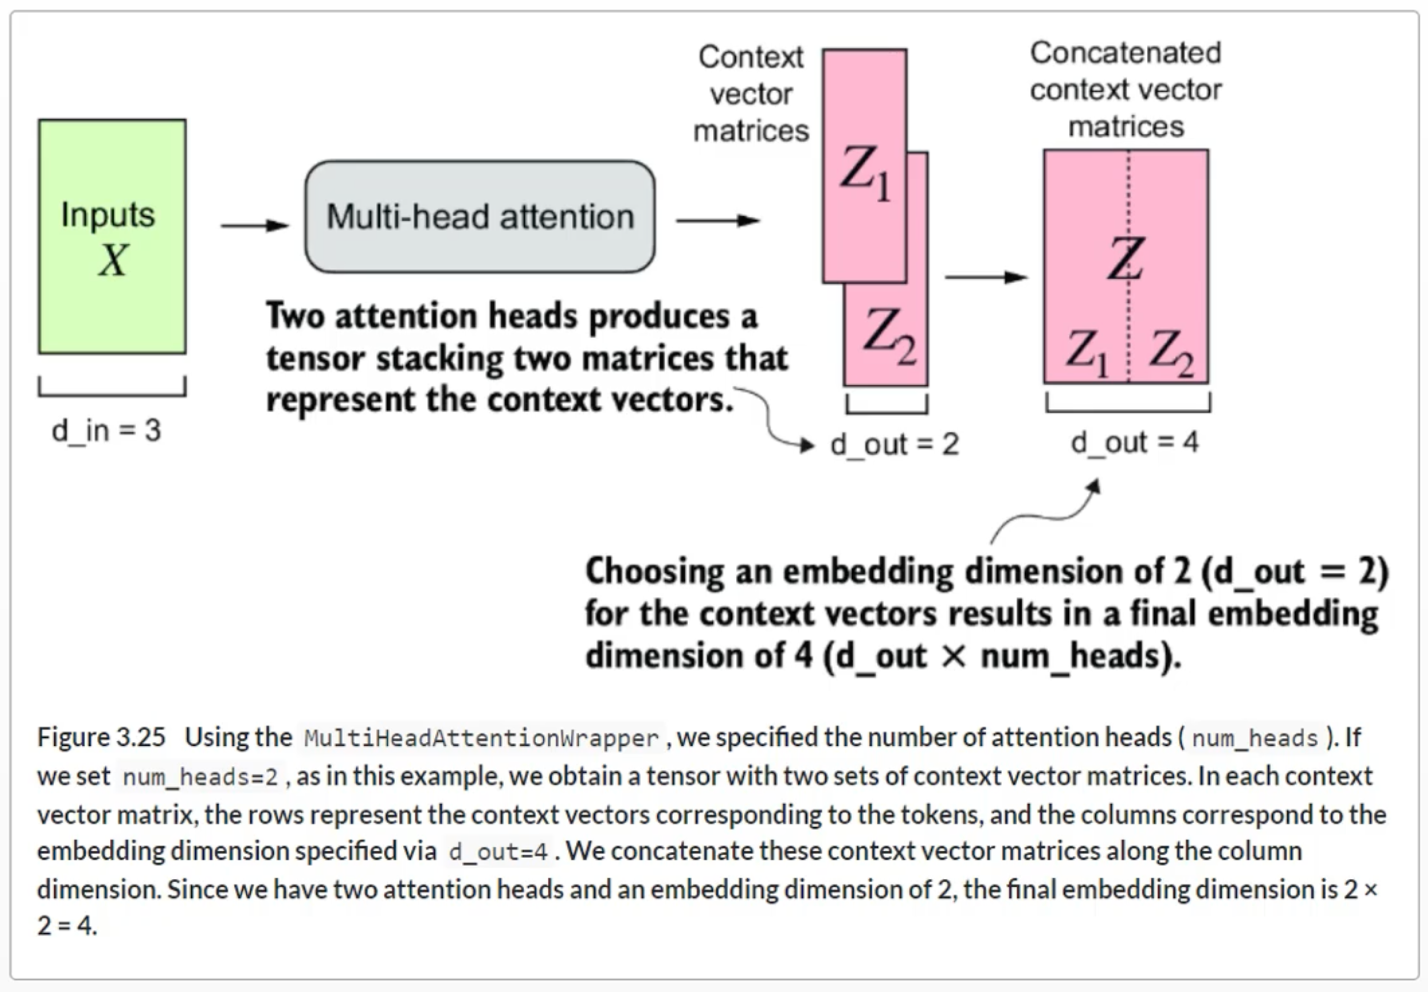 Context
vector
matrices
Z1
Z2
Concatenated
context vector
matrices
Z
Z1 Z2
Inputs
X
Multi-head attention
Two attention heads produces a
tensor stacking two matrices that
represent the context vectors.
d_in = 3
d_out = 2
d_out = 4
Choosing an embedding dimension of 2 (d_out = 2)
for the context vectors results in a final embedding
dimension of 4 (d_out × num_heads).
Figure 3.25 Using the MultiHeadAttentionWrapper , we specified the number of attention heads ( num_heads ). If
we set num_heads=2 , as in this example, we obtain a tensor with two sets of context vector matrices. In each context
vector matrix, the rows represent the context vectors corresponding to the tokens, and the columns correspond to the
embedding dimension specified via d_out=4 . We concatenate these context vector matrices along the column
dimension. Since we have two attention heads and an embedding dimension of 2, the final embedding dimension is 2 ×
2 = 4.